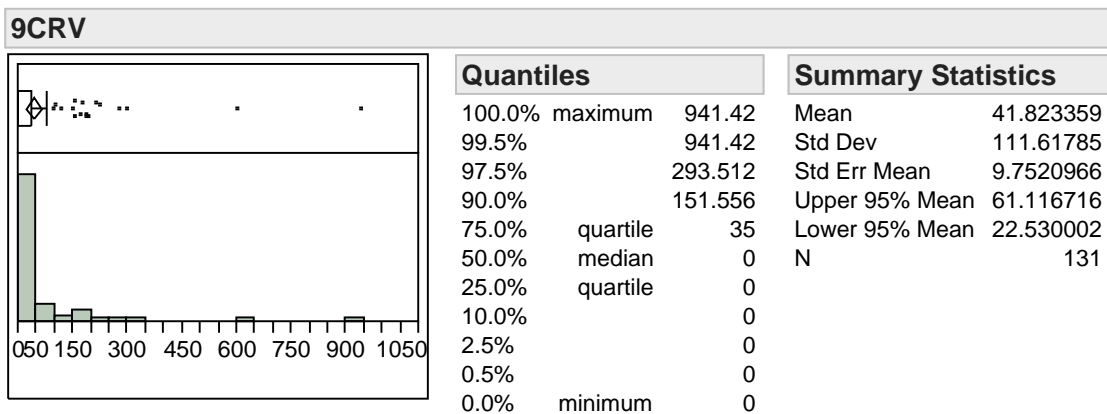 9CRV
050 150 300 450 600 750 900 1050
Quantiles
100.0% maximum 941.42
99.5% 941.42
97.5% 293.512
90.0% 151.556
75.0% quartile 35
50.0% median 0
25.0% quartile 0
10.0% 0
2.5% 0
0.5% 0
0.0% minimum 0
Summary Statistics
Mean 41.823359
Std Dev 111.61785
Std Err Mean 9.7520966
Upper 95% Mean 61.116716
Lower 95% Mean 22.530002
N 131